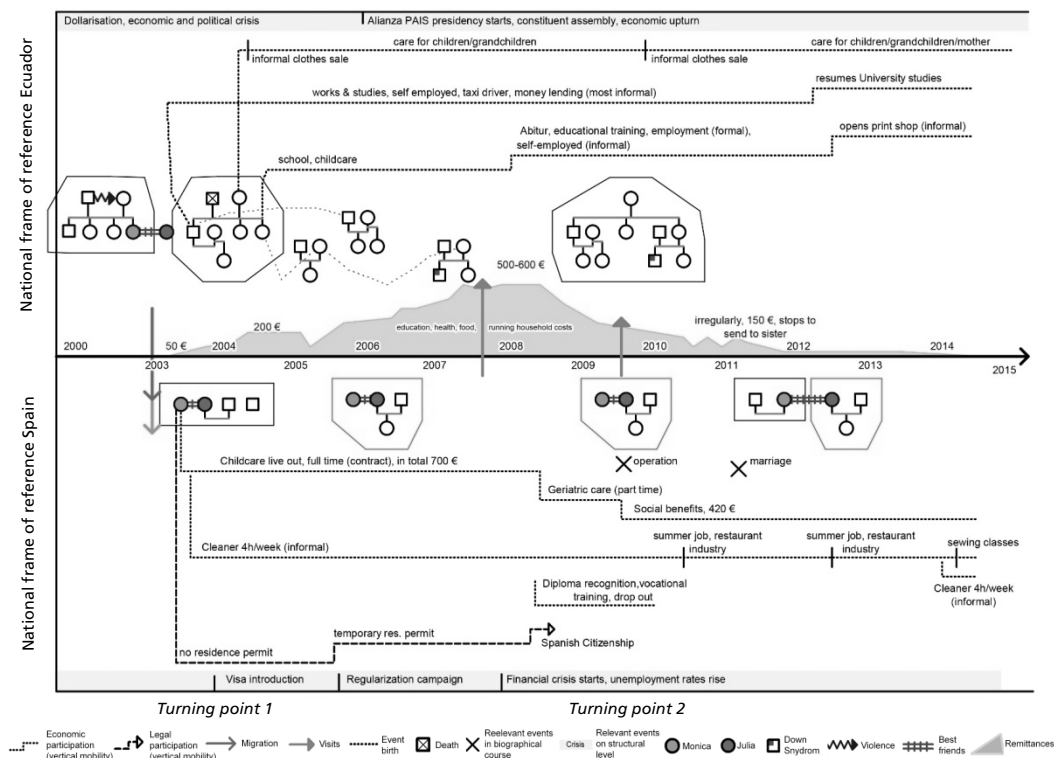 Dollarisation, economic and political crisis
Alianza PAIS presidency starts, constituent assembly, economic upturn
2015
National frame of reference Ecuador
care for children/grandchildren
care for children/grandchildren/mother
informal clothes sale
informal clothes sale
resumes University studies
works & studies, self employed, taxi driver, money lending (most informal)
Abitur, educational training, employment (formal),
self-employed (informal)
opens print shop (informal)
school, childcare
500-600 €
200 €
education, health, food,
running household costs
irregularly, 150 €, stops to
send to sister
50 €
2000
2004
2006
2008
2010
2012
2014
2003
2005
2007
2009
2011
2013
2015
National frame of reference Spain
operation
marriage
Childcare live out, full time (contract), in total 700 €
Geriatric care (part time)
Social benefits, 420 €
summer job, restaurant
industry
summer job, restaurant
industry
sewing classes
Cleaner 4h/week (informal)
Cleaner 4h/week
(informal)
Diploma recognition,vocational
training, drop out
temporary res. permit
Spanish Citizenship
no residence permit
Visa introduction
Regularization campaign
Financial crisis starts, unemployment rates rise
Turning point 1
Turning point 2
Economic
participation
(vertical mobility)
Legal
participation
(vertical mobility)
Migration
Visits
Event
birth
Death
Reelevant events
in biographical
course
Crisis
Relevant events
on structural
level
Monica
Julia
Down
Snydrom
Violence
Best
friends
Remittances